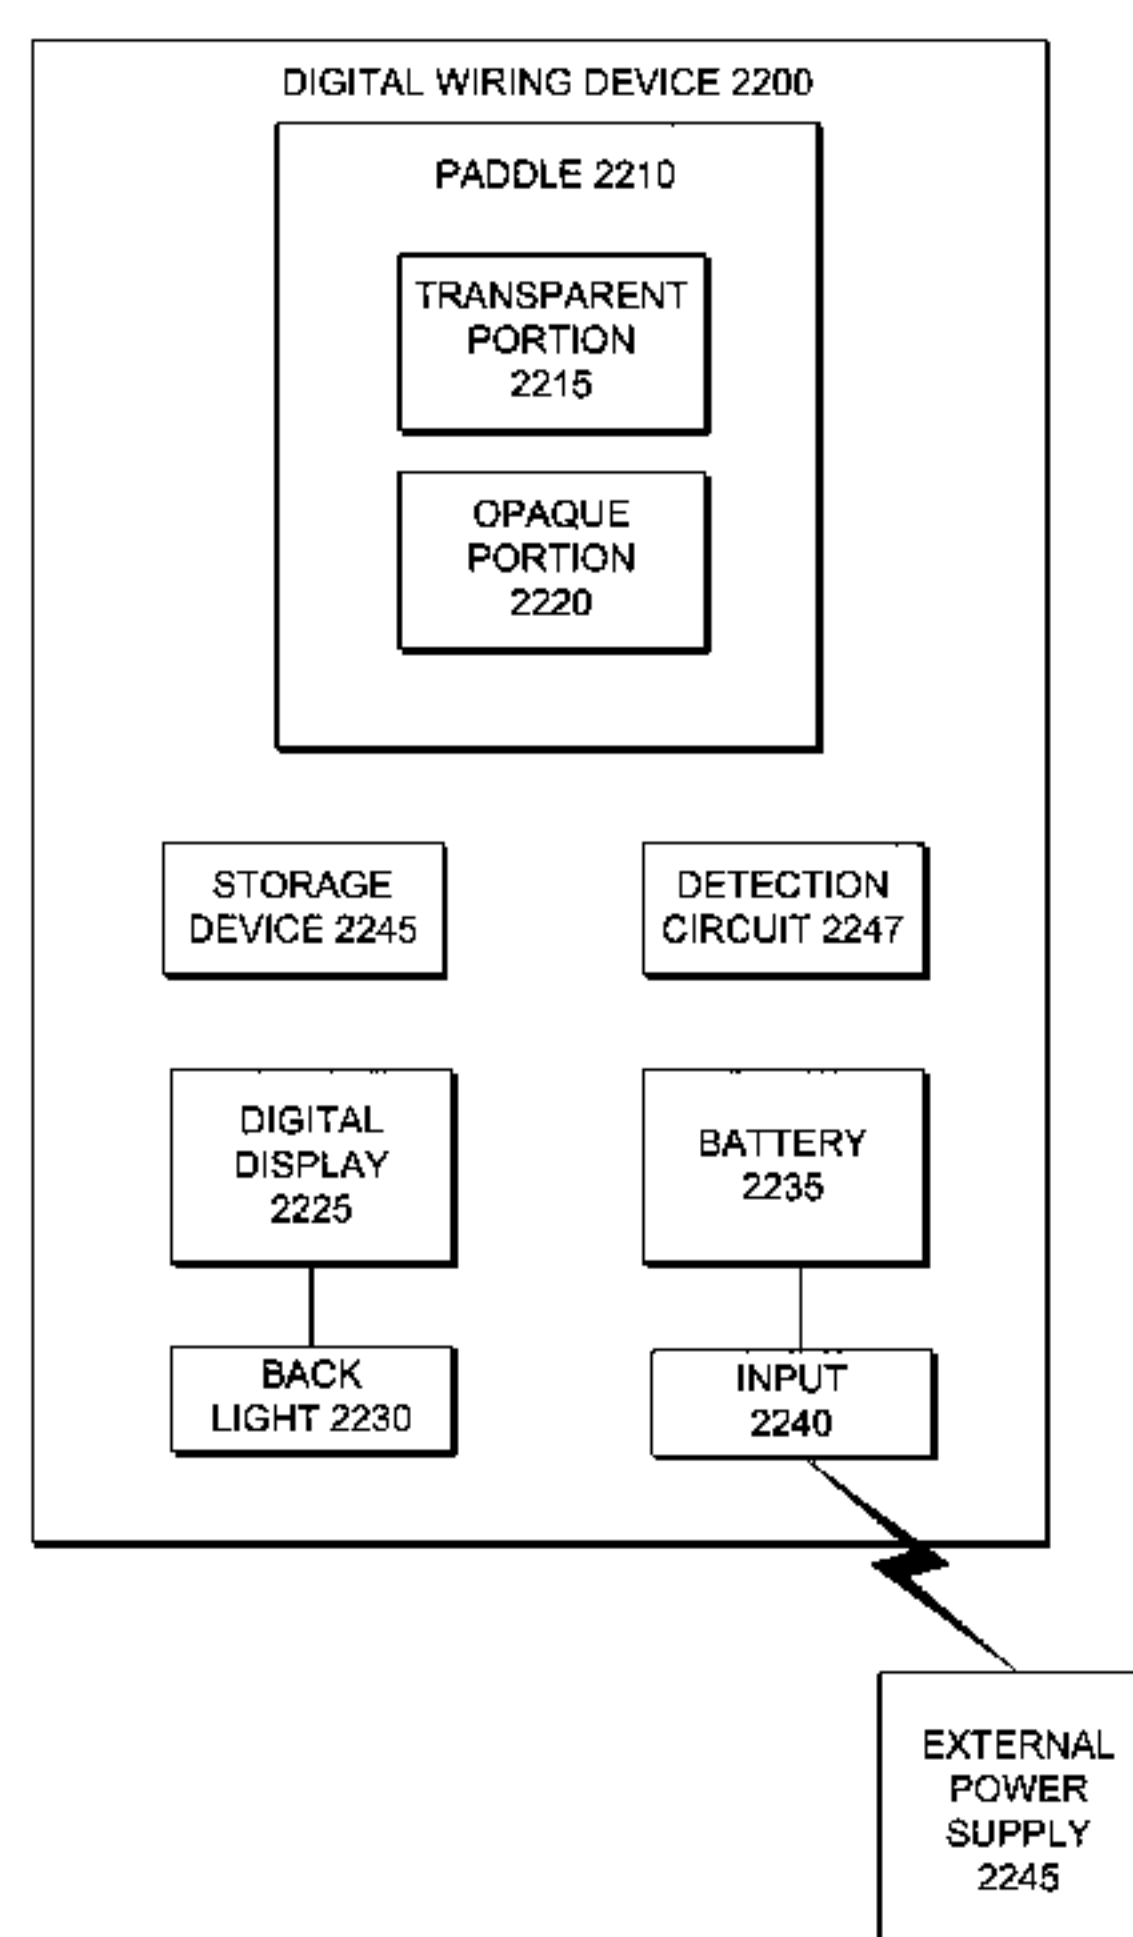 DIGITAL WIRING DEVICE 2200
PADDLE 2210
TRANSPARENT
PORTION
2215
OPAQUE
PORTION
2220
STORAGE
DEVICE 2245
DETECTION
CIRCUIT 2247
DIGITAL
DISPLAY
2225
BATTERY
2235
BACK
LIGHT 2230
INPUT
2240
EXTERNAL
POWER
SUPPLY
2245